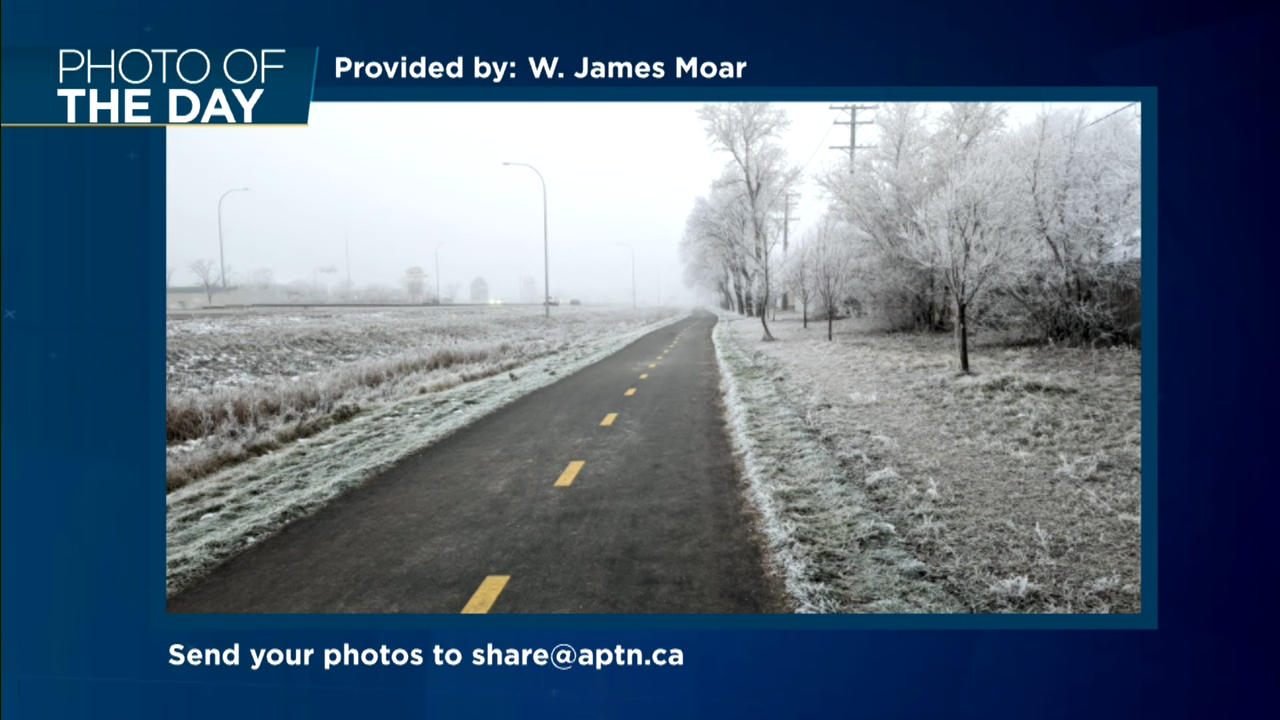 PHOTO OF
THE DAY
Provided by: W. James Moar
Send your photos to share@aptn.ca